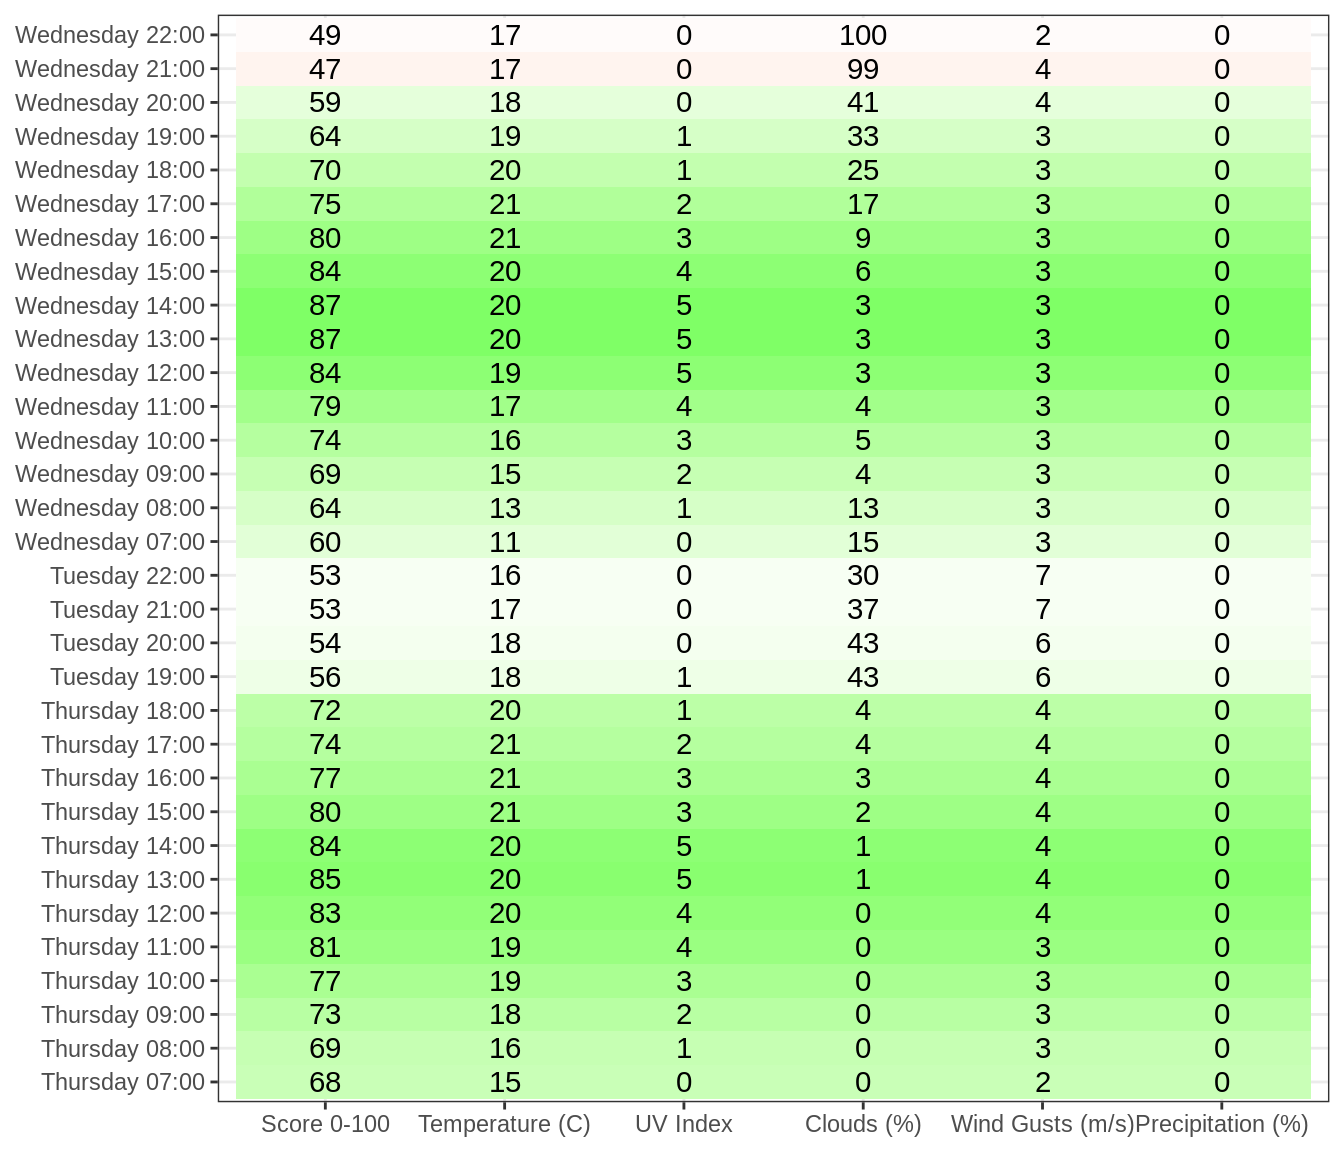 Wednesday 22:00 49 17 0 100 2 0
Wednesday 21:00 47 17 0 99 4 0
Wednesday 20:00 59 18 0 41 4 0
Wednesday 19:00 64 19 1 33 3 0
Wednesday 18:00 70 20 1 25 3 0
Wednesday 17:00 75 21 2 17 3 0
Wednesday 16:00 80 21 3 9 3 0
Wednesday 15:00 84 20 4 6 3 0
Wednesday 14:00 87 20 5 3 3 0
Wednesday 13:00 87 20 5 3 3 0
Wednesday 12:00 84 19 5 3 3 0
Wednesday 11:00 79 17 4 4 3 0
Wednesday 10:00 74 16 3 5 3 0
Wednesday 09:00 69 15 2 4 3 0
Wednesday 08:00 64 13 1 13 3 0
Wednesday 07:00 60 11 0 15 3 0
Tuesday 22:00 53 16 0 30 7 0
Tuesday 21:00 53 17 0 37 7 0
Tuesday 20:00 54 18 0 43 6 0
Tuesday 19:00 56 18 1 43 6 0
Thursday 18:00 72 20 1 4 4 0
Thursday 17:00 74 21 2 4 4 0
Thursday 16:00 77 21 3 3 4 0
Thursday 15:00 80 21 3 2 4 0
Thursday 14:00 84 20 5 1 4 0
Thursday 13:00 85 20 5 1 4 0
Thursday 12:00 83 20 4 0 4 0
Thursday 11:00 81 19 4 0 3 0
Thursday 10:00 77 19 3 0 3 0
Thursday 09:00 73 18 2 0 3 0
Thursday 08:00 69 16 1 0 3 0
Thursday 07:00 68 15 0 0 2 0
Score 0-100 Temperature (C) UV Index Clouds (%) Wind Gusts (m/s) Precipitation (%)